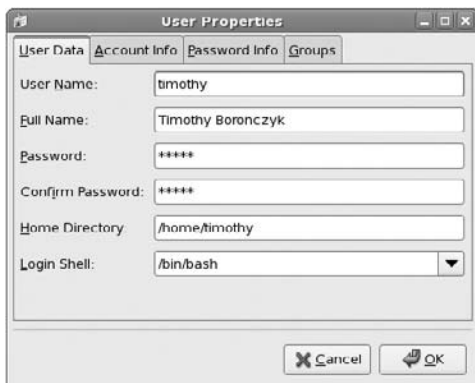 User Properties
User Data Account Info Password Info Groups
User Name: timothy
Full Name: Timothy Boronczyk
Password: *****
Confirm Password: *****
Home Directory /home/timothy
Login Shell: /bin/bash
Cancel OK